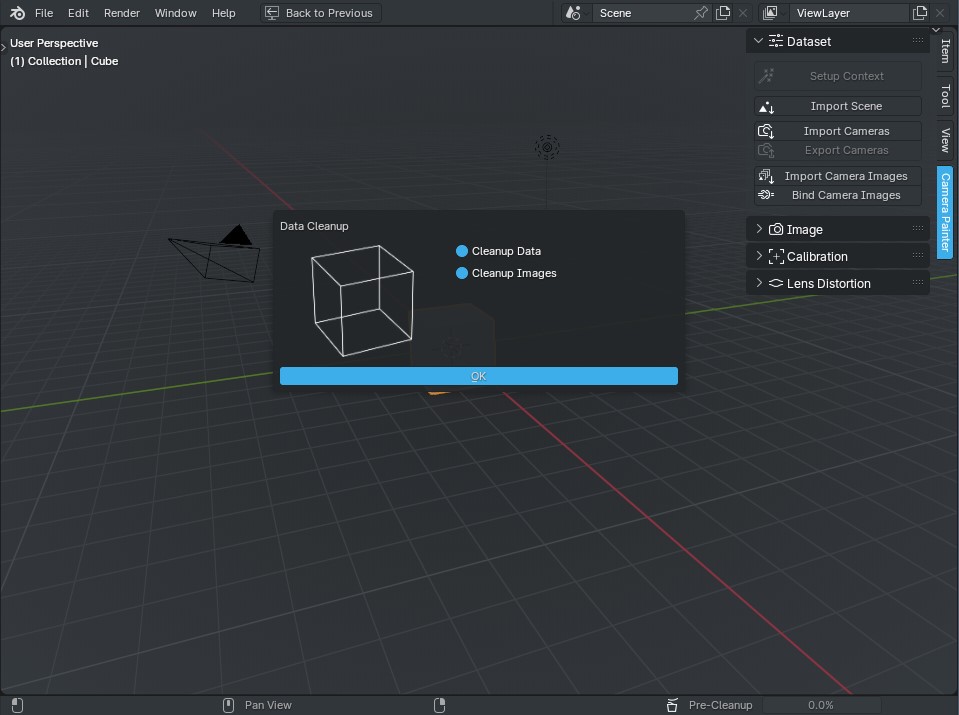 File Edit Render Window Help Back to Previous Scene ViewLayer
User Perspective
(1) Collection | Cube
Dataset
Setup Context
Import Scene
Import Cameras
Export Cameras
Import Camera Images
Bind Camera Images
Image
Calibration
Lens Distortion
Item
Tool
View
Camera Painter
Data Cleanup
Cleanup Data
Cleanup Images
OK
Pan View Pre-Cleanup 0.0%